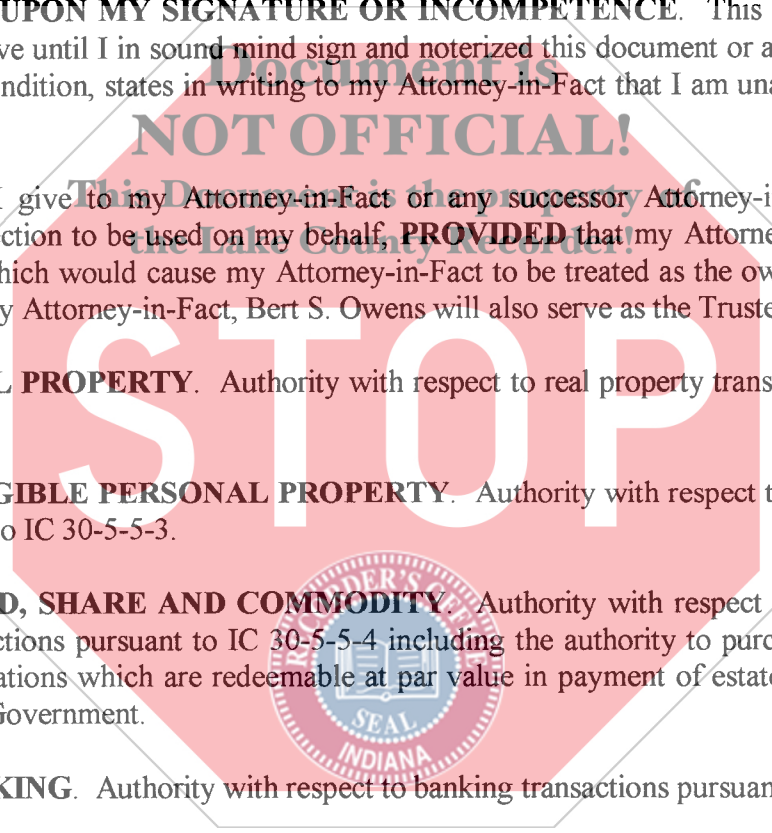 UPON MY SIGNATURE OR INCOMPETENCE. This
ve until I in sound mind sign and noterized this document or a
ndition, states in writing to my Attorney-in-Fact that I am una
Document is
NOT OFFICIAL!
This Document is the property of
the Lake County Recorder!
I give to my Attorney-in-Fact or any successor Attorney-i
ction to be used on my behalf, PROVIDED that my Attorne
hich would cause my Attorney-in-Fact to be treated as the ow
y Attorney-in-Fact, Bert S. Owens will also serve as the Truste
STOP
L PROPERTY. Authority with respect to real property trans
GIBLE PERSONAL PROPERTY. Authority with respect t
o IC 30-5-5-3.
D, SHARE AND COMMODITY. Authority with respect
ctions pursuant to IC 30-5-5-4 including the authority to purc
ations which are redeemable at par value in payment of estate
Government.
RECORDER'S OFFICE
SEAL
INDIANA
KING. Authority with respect to banking transactions pursuan